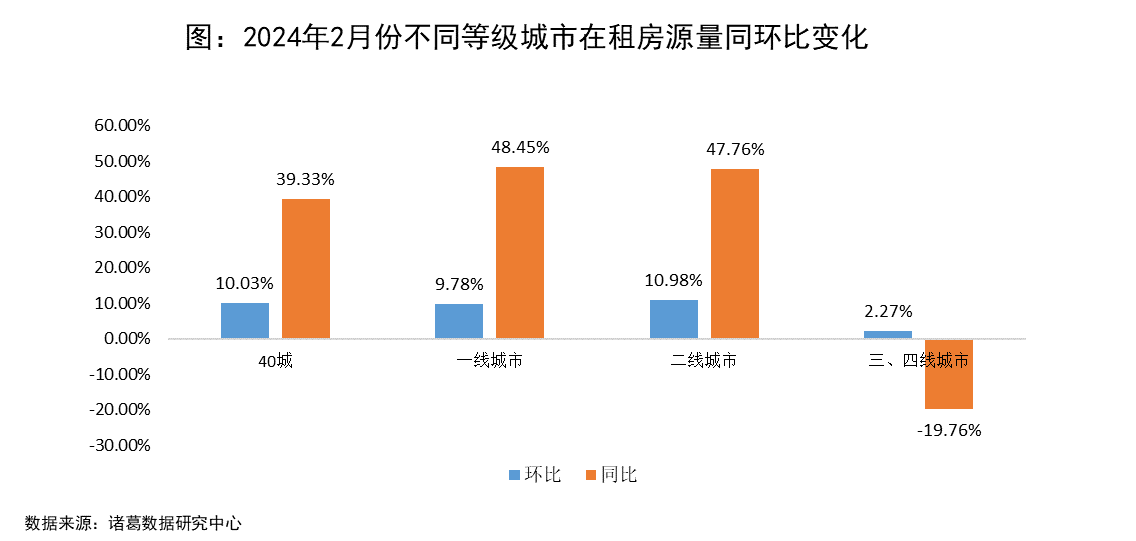 图：2024年2月份不同等级城市在租房源量同环比变化
60.00%
50.00%
40.00%
30.00%
20.00%
10.00%
0.00%
-10.00%
-20.00%
-30.00%
10.03%
39.33%
9.78%
48.45%
10.98%
47.76%
2.27%
-19.76%
40城
一线城市
二线城市
三、四线城市
环比
同比
数据来源：诸葛数据研究中心